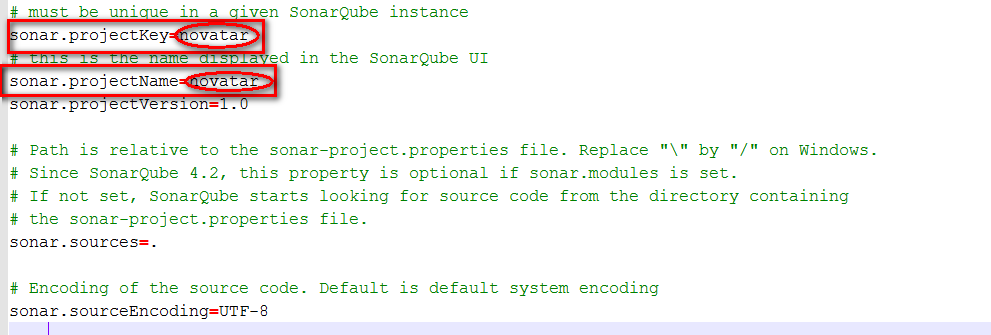 # must be unique in a given SonarQube instance
sonar.projectKey=novatar
# this is the name displayed in the SonarQube UI
sonar.projectName=novatar
sonar.projectVersion=1.0
# Path is relative to the sonar-project.properties file. Replace "\" by "/" on Windows.
# Since SonarQube 4.2, this property is optional if sonar.modules is set.
# If not set, SonarQube starts looking for source code from the directory containing
# the sonar-project.properties file.
sonar.sources=.
# Encoding of the source code. Default is default system encoding
sonar.sourceEncoding=UTF-8